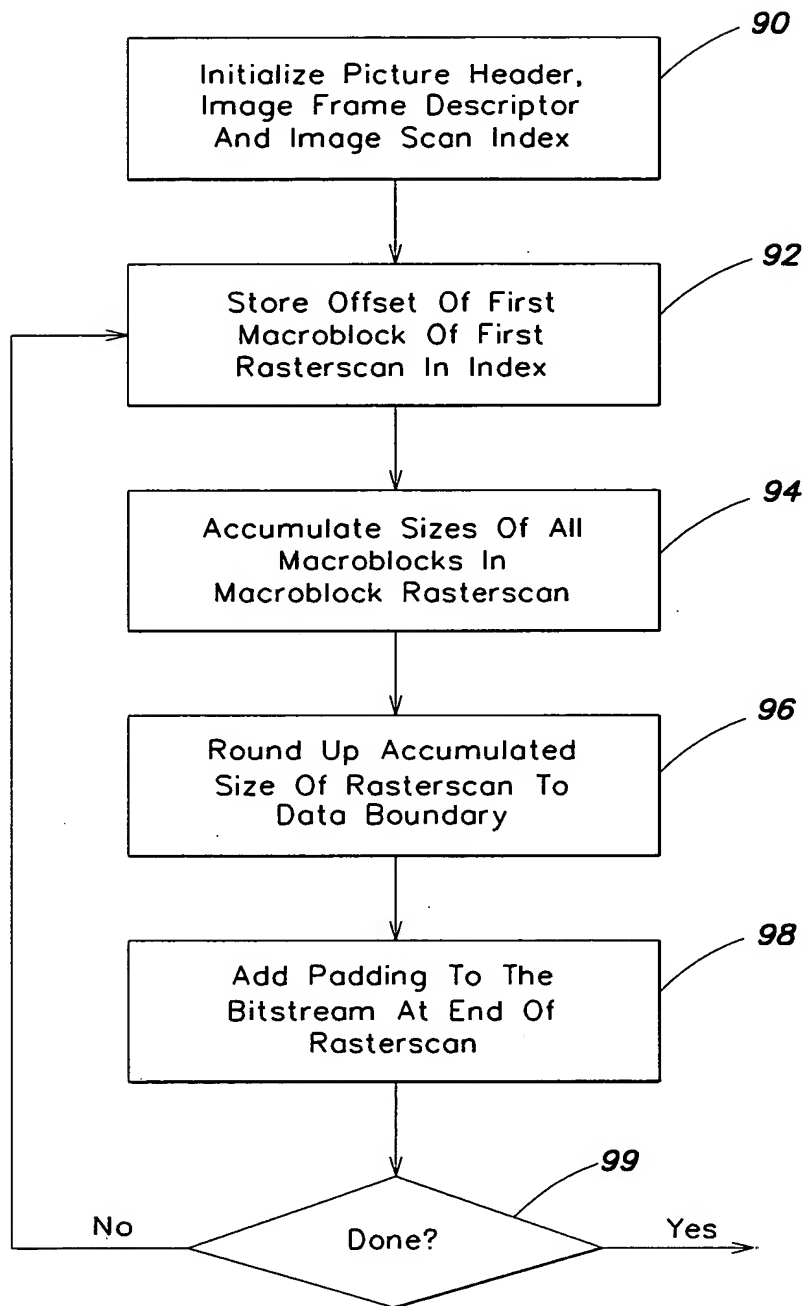 90
Initialize Picture Header,
Image Frame Descriptor
And Image Scan Index
92
Store Offset Of First
Macroblock Of First
Rasterscan In Index
94
Accumulate Sizes Of All
Macroblocks In
Macroblock Rasterscan
96
Round Up Accumulated
Size Of Rasterscan To
Data Boundary
98
Add Padding To The
Bitstream At End Of
Rasterscan
99
No
Done?
Yes